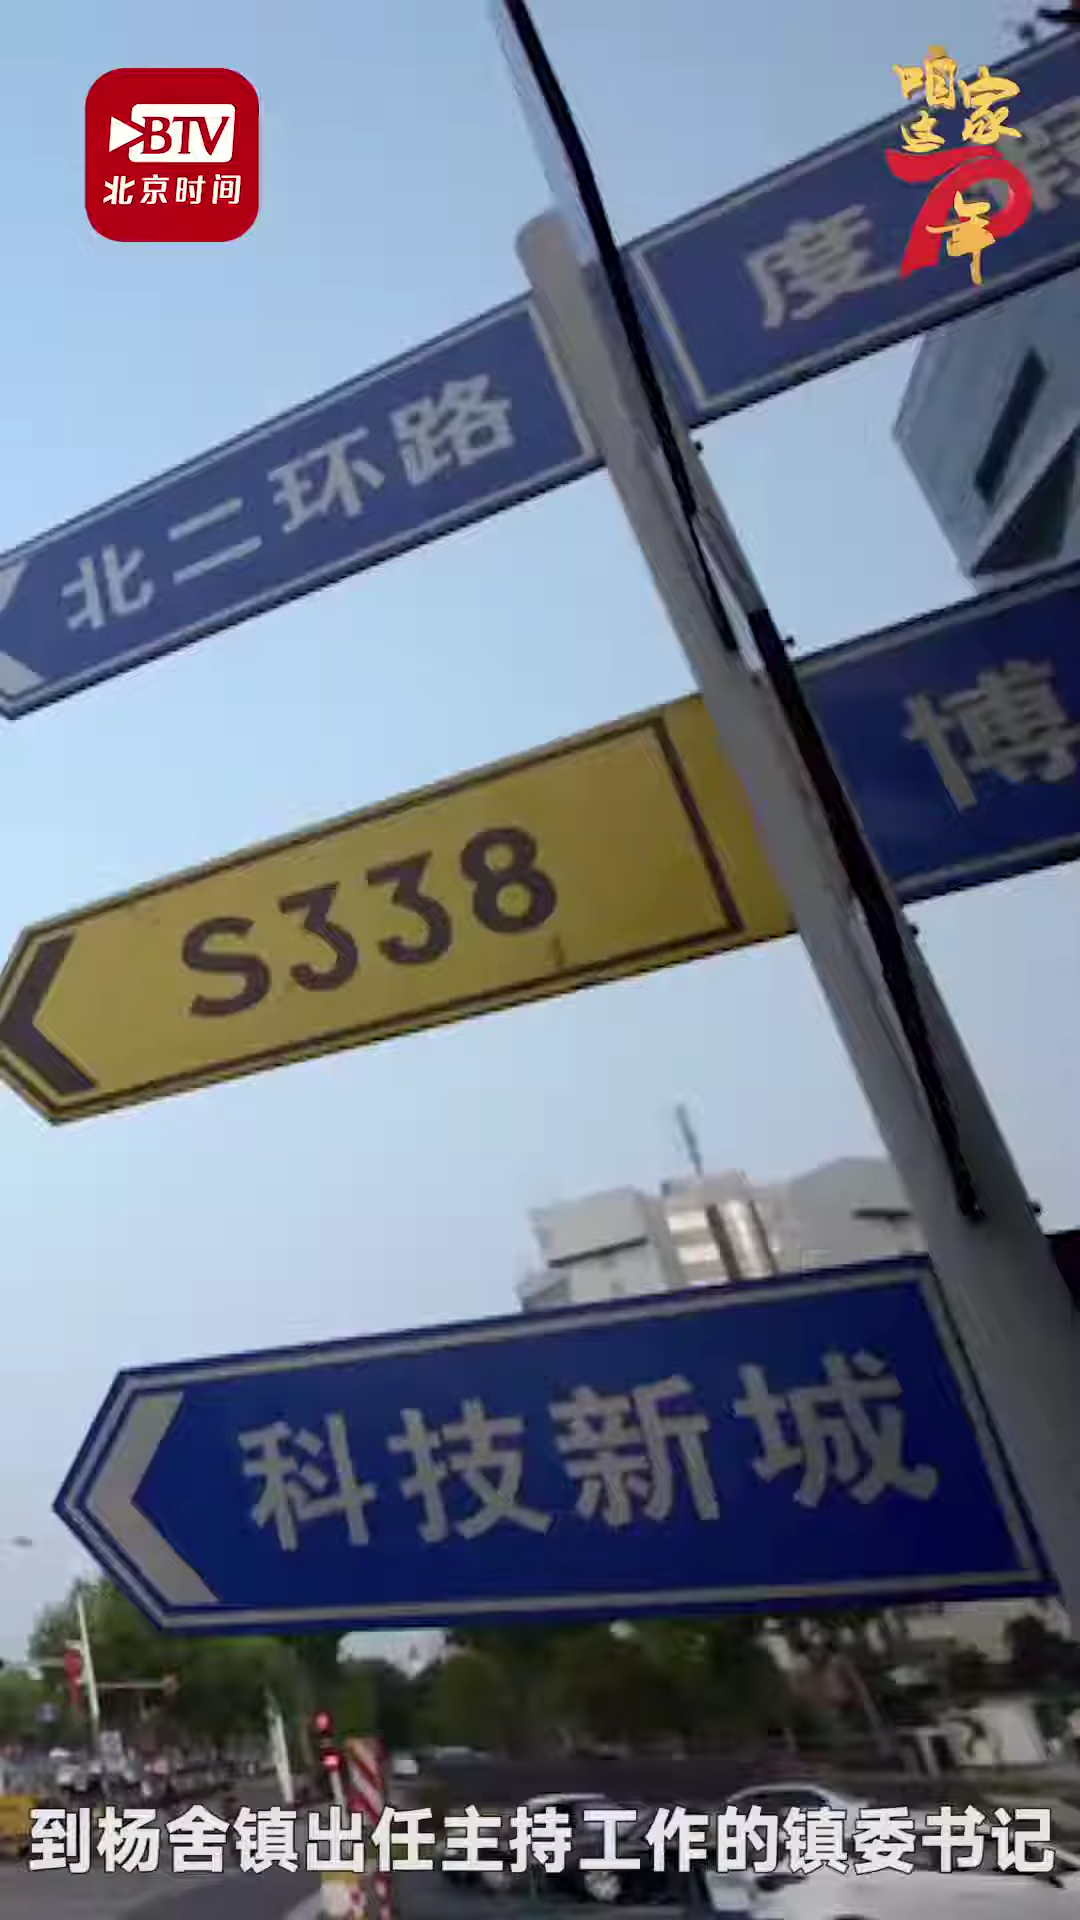 BTV
北京时间
咱家
这
70
年
度
北二环路
博
S338
科技新城
到杨舍镇出任主持工作的镇委书记